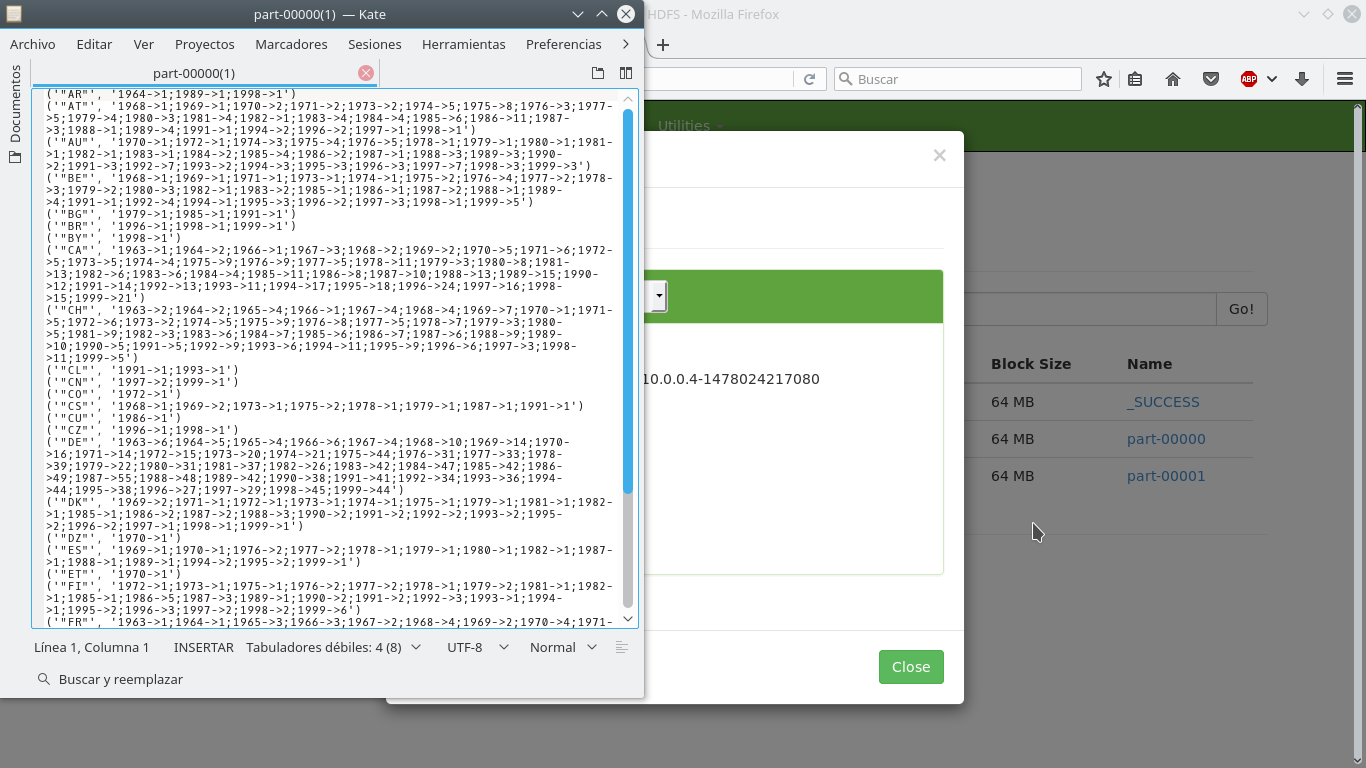 part-00000(1) — Kate
HDFS - Mozilla Firefox
Archivo Editar Ver Proyectos Marcadores Sesiones Herramientas Preferencias
part-00000(1)
Documentos
('"AR"', '1964->1;1989->1;1998->1')
('"AT"', '1968->1;1969->1;1970->2;1971->2;1973->2;1974->5;1975->8;1976->3;1977-
>5;1979->4;1980->3;1981->4;1982->1;1983->4;1984->4;1985->6;1986->11;1987-
>3;1988->1;1989->4;1991->1;1994->2;1996->2;1997->1;1998->1')
('"AU"', '1970->1;1972->1;1974->3;1975->4;1976->5;1978->1;1979->1;1980->1;1981-
>1;1982->1;1983->1;1984->2;1985->4;1986->2;1987->1;1988->3;1989->3;1990-
>2;1991->3;1992->7;1993->2;1994->3;1995->3;1996->3;1997->7;1998->3;1999->3')
('"BE"', '1968->1;1969->1;1971->1;1973->1;1974->1;1975->2;1976->4;1977->2;1978-
>3;1979->2;1980->3;1982->1;1983->2;1985->1;1986->1;1987->2;1988->1;1989-
>4;1991->1;1992->4;1994->1;1995->3;1996->2;1997->3;1998->1;1999->5')
('"BG"', '1979->1;1985->1;1991->1')
('"BR"', '1996->1;1998->1;1999->1')
('"BY"', '1998->1')
('"CA"', '1963->1;1964->2;1966->1;1967->3;1968->2;1969->2;1970->5;1971->6;1972-
>5;1973->5;1974->4;1975->9;1976->9;1977->5;1978->11;1979->3;1980->8;1981-
>13;1982->6;1983->6;1984->4;1985->11;1986->8;1987->10;1988->13;1989->15;1990-
>12;1991->14;1992->13;1993->11;1994->17;1995->18;1996->24;1997->16;1998-
>15;1999->21')
('"CH"', '1963->2;1964->2;1965->4;1966->1;1967->4;1968->4;1969->7;1970->1;1971-
>5;1972->6;1973->2;1974->5;1975->9;1976->8;1977->5;1978->7;1979->3;1980-
>5;1981->9;1982->3;1983->6;1984->7;1985->6;1986->7;1987->6;1988->9;1989-
>10;1990->5;1991->5;1992->9;1993->6;1994->11;1995->9;1996->6;1997->3;1998-
>11;1999->5')
('"CL"', '1991->1;1993->1')
('"CN"', '1997->2;1999->1')
('"CO"', '1972->1')
('"CS"', '1968->1;1969->2;1973->1;1975->2;1978->1;1979->1;1987->1;1991->1')
('"CU"', '1986->1')
('"CZ"', '1996->1;1998->1')
('"DE"', '1963->6;1964->5;1965->4;1966->6;1967->4;1968->10;1969->14;1970-
>16;1971->14;1972->15;1973->20;1974->21;1975->44;1976->31;1977->33;1978-
>39;1979->22;1980->31;1981->37;1982->26;1983->42;1984->47;1985->42;1986-
>49;1987->55;1988->48;1989->42;1990->38;1991->41;1992->34;1993->36;1994-
>44;1995->38;1996->27;1997->29;1998->45;1999->44')
('"DK"', '1969->2;1971->1;1972->1;1973->1;1974->1;1975->1;1979->1;1981->1;1982-
>1;1985->1;1986->2;1987->2;1988->3;1990->2;1991->2;1992->2;1993->2;1995-
>2;1996->2;1997->1;1998->1;1999->1')
('"DZ"', '1970->1')
('"ES"', '1969->1;1970->1;1976->2;1977->2;1978->1;1979->1;1980->1;1982->1;1987-
>1;1988->1;1989->1;1994->2;1995->2;1999->1')
('"ET"', '1970->1')
('"FI"', '1972->1;1973->1;1975->1;1976->2;1977->2;1978->1;1979->2;1981->1;1982-
>1;1985->1;1986->5;1987->3;1989->1;1990->2;1991->2;1992->3;1993->1;1994-
>1;1995->2;1996->3;1997->2;1998->2;1999->6')
('"FR"', '1963->1;1964->1;1965->3;1966->3;1967->2;1968->4;1969->2;1970->4;1971-
Línea 1, Columna 1 INSERTAR Tabuladores débiles: 4 (8) UTF-8 Normal
Buscar y reemplazar
Buscar
ABP
Utilities
×
10.0.0.4-1478024217080
Close
Go!
Block Size Name
64 MB _SUCCESS
64 MB part-00000
64 MB part-00001